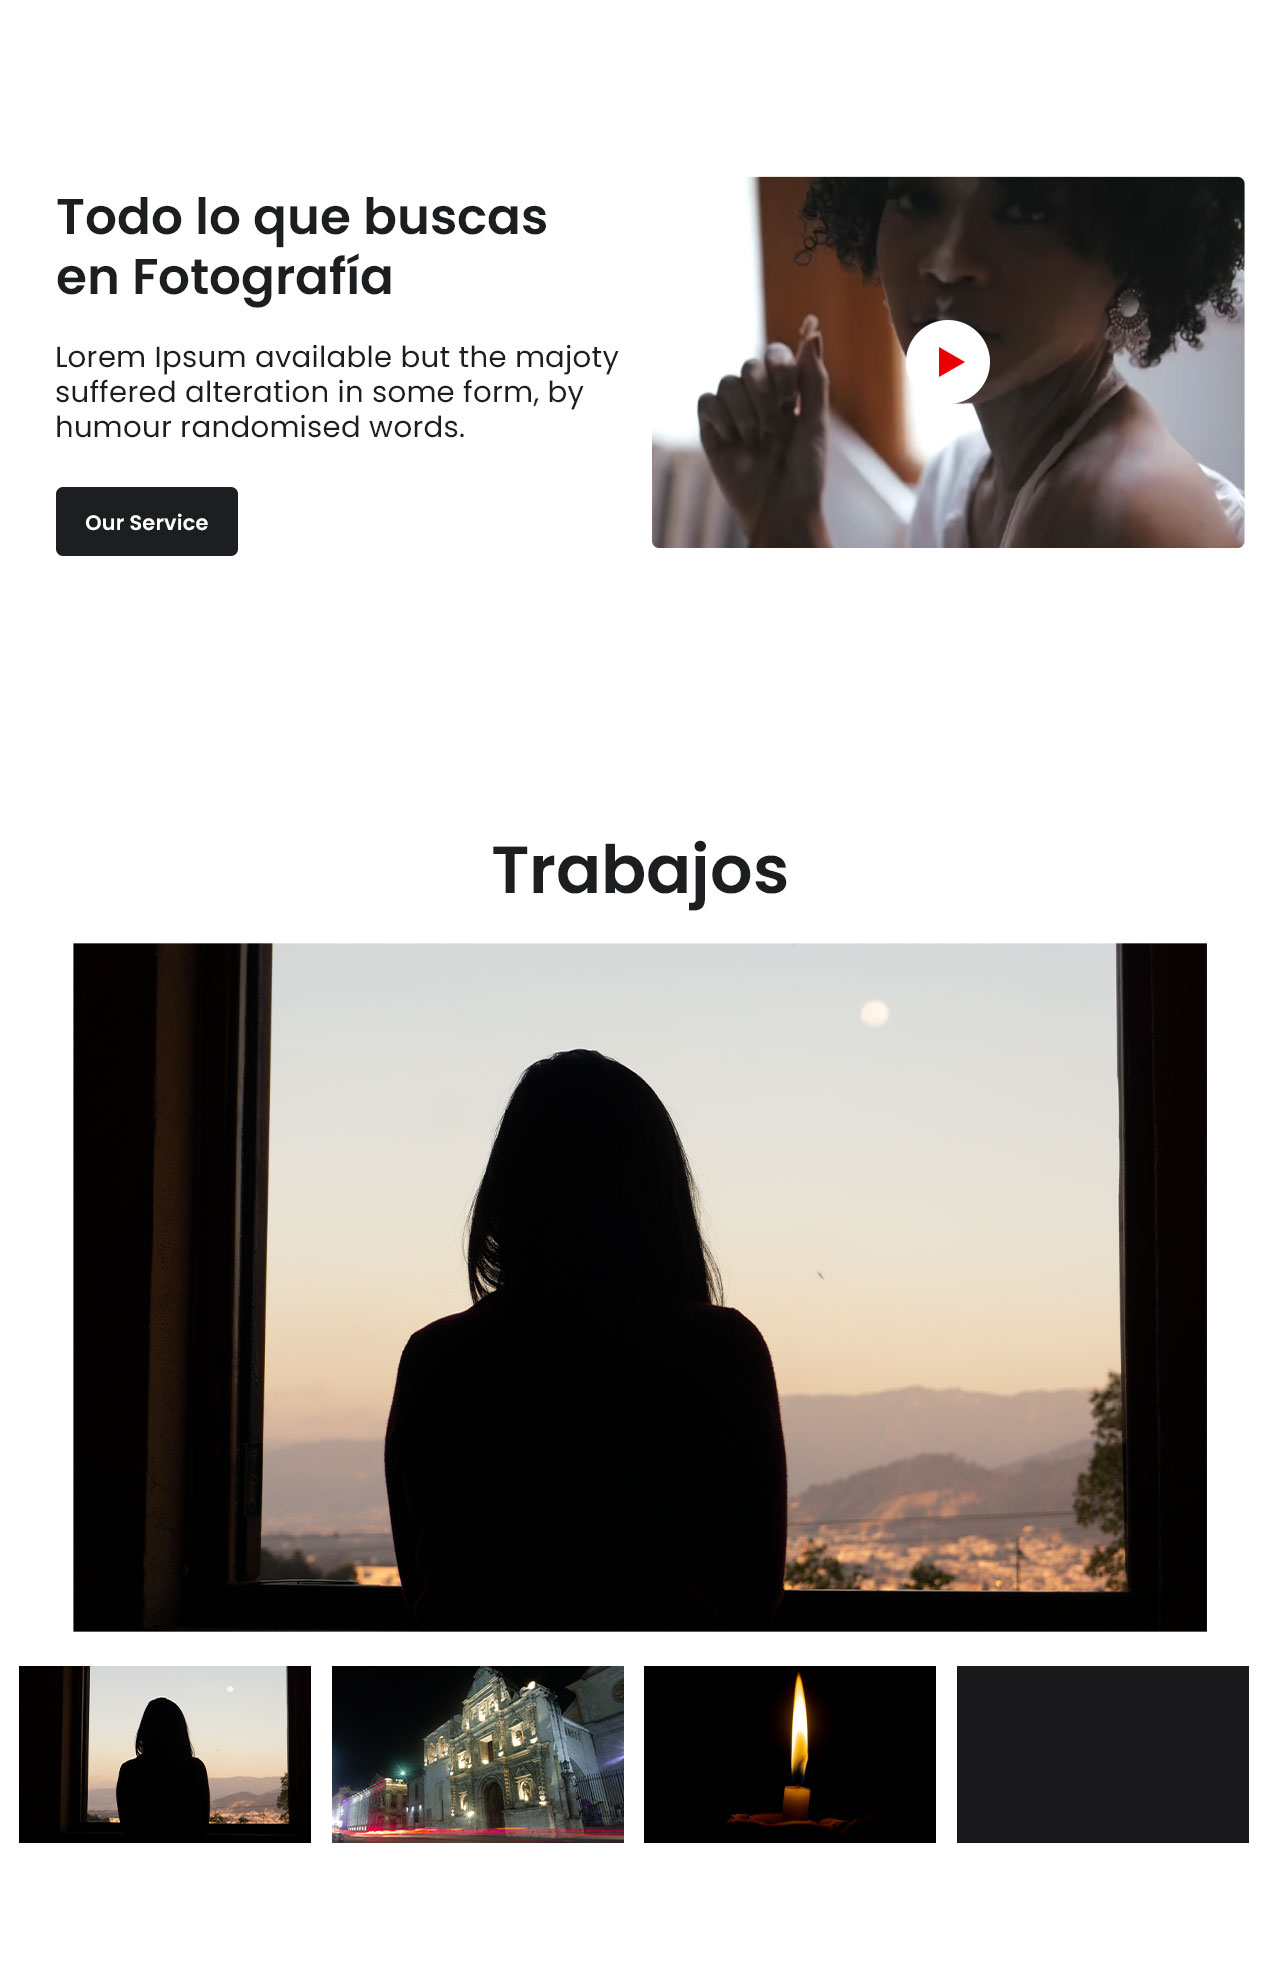 Todo lo que buscas
en Fotografía
Lorem Ipsum available but the majoty
suffered alteration in some form, by
humour randomised words.
Our Service
Trabajos